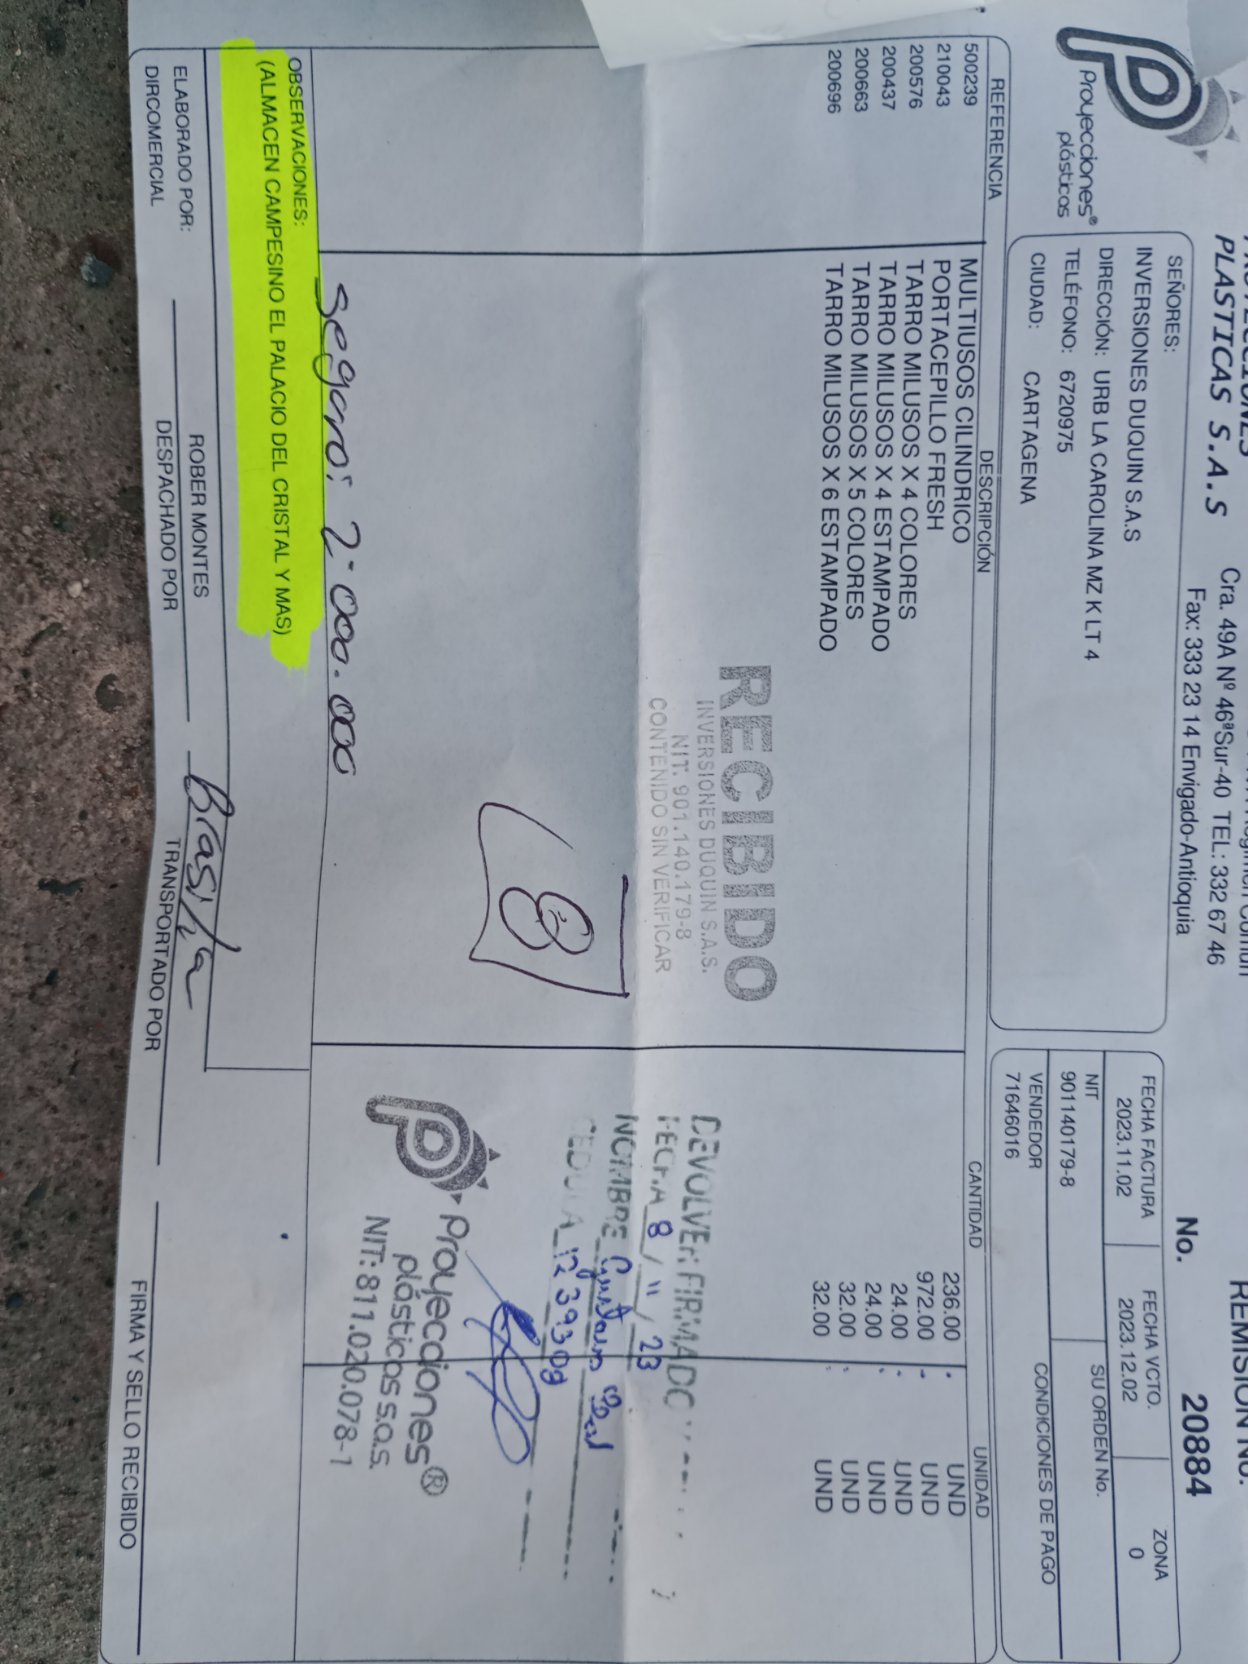 Proyecciones®
plásticos
PLASTICAS S.A.S
Cra. 49A Nº 46ªSur-40 TEL: 332 67 46
Fax: 333 23 14 Envigado-Antioquia
REMISION No.
No. 20884
SEÑORES:
INVERSIONES DUQUIN S.A.S
DIRECCIÓN: URB LA CAROLINA MZ K LT 4
TELÉFONO: 6720975
CIUDAD: CARTAGENA
FECHA FACTURA FECHA VCTO. ZONA
2023.11.02 2023.12.02 0
NIT SU ORDEN No.
901140179-8
VENDEDOR CONDICIONES DE PAGO
71646016
REFERENCIA DESCRIPCIÓN CANTIDAD UNIDAD
500239 MULTIUSOS CILINDRICO 236.00 UND
210043 PORTACEPILLO FRESH 972.00 UND
200576 TARRO MILUSOS X 4 COLORES 24.00 UND
200437 TARRO MILUSOS X 4 ESTAMPADO 24.00 UND
200663 TARRO MILUSOS X 5 COLORES 32.00 UND
200696 TARRO MILUSOS X 6 ESTAMPADO 32.00 UND
RECIBIDO
INVERSIONES DUQUIN S.A.S.
NIT. 901.140.179-8
CONTENIDO SIN VERIFICAR
8
DEVOLVER FIRMADO
FECHA 8 / 11 / 23
NOMBRE Gustavo
CEDULA
Proyecciones®
plásticas s.a.s.
NIT: 811.020.078-1
seguro: 2.000.000
OBSERVACIONES:
(ALMACEN CAMPESINO EL PALACIO DEL CRISTAL Y MAS)
ELABORADO POR: ROBER MONTES Brasilia
DIRCOMERCIAL DESPACHADO POR TRANSPORTADO POR FIRMA Y SELLO RECIBIDO